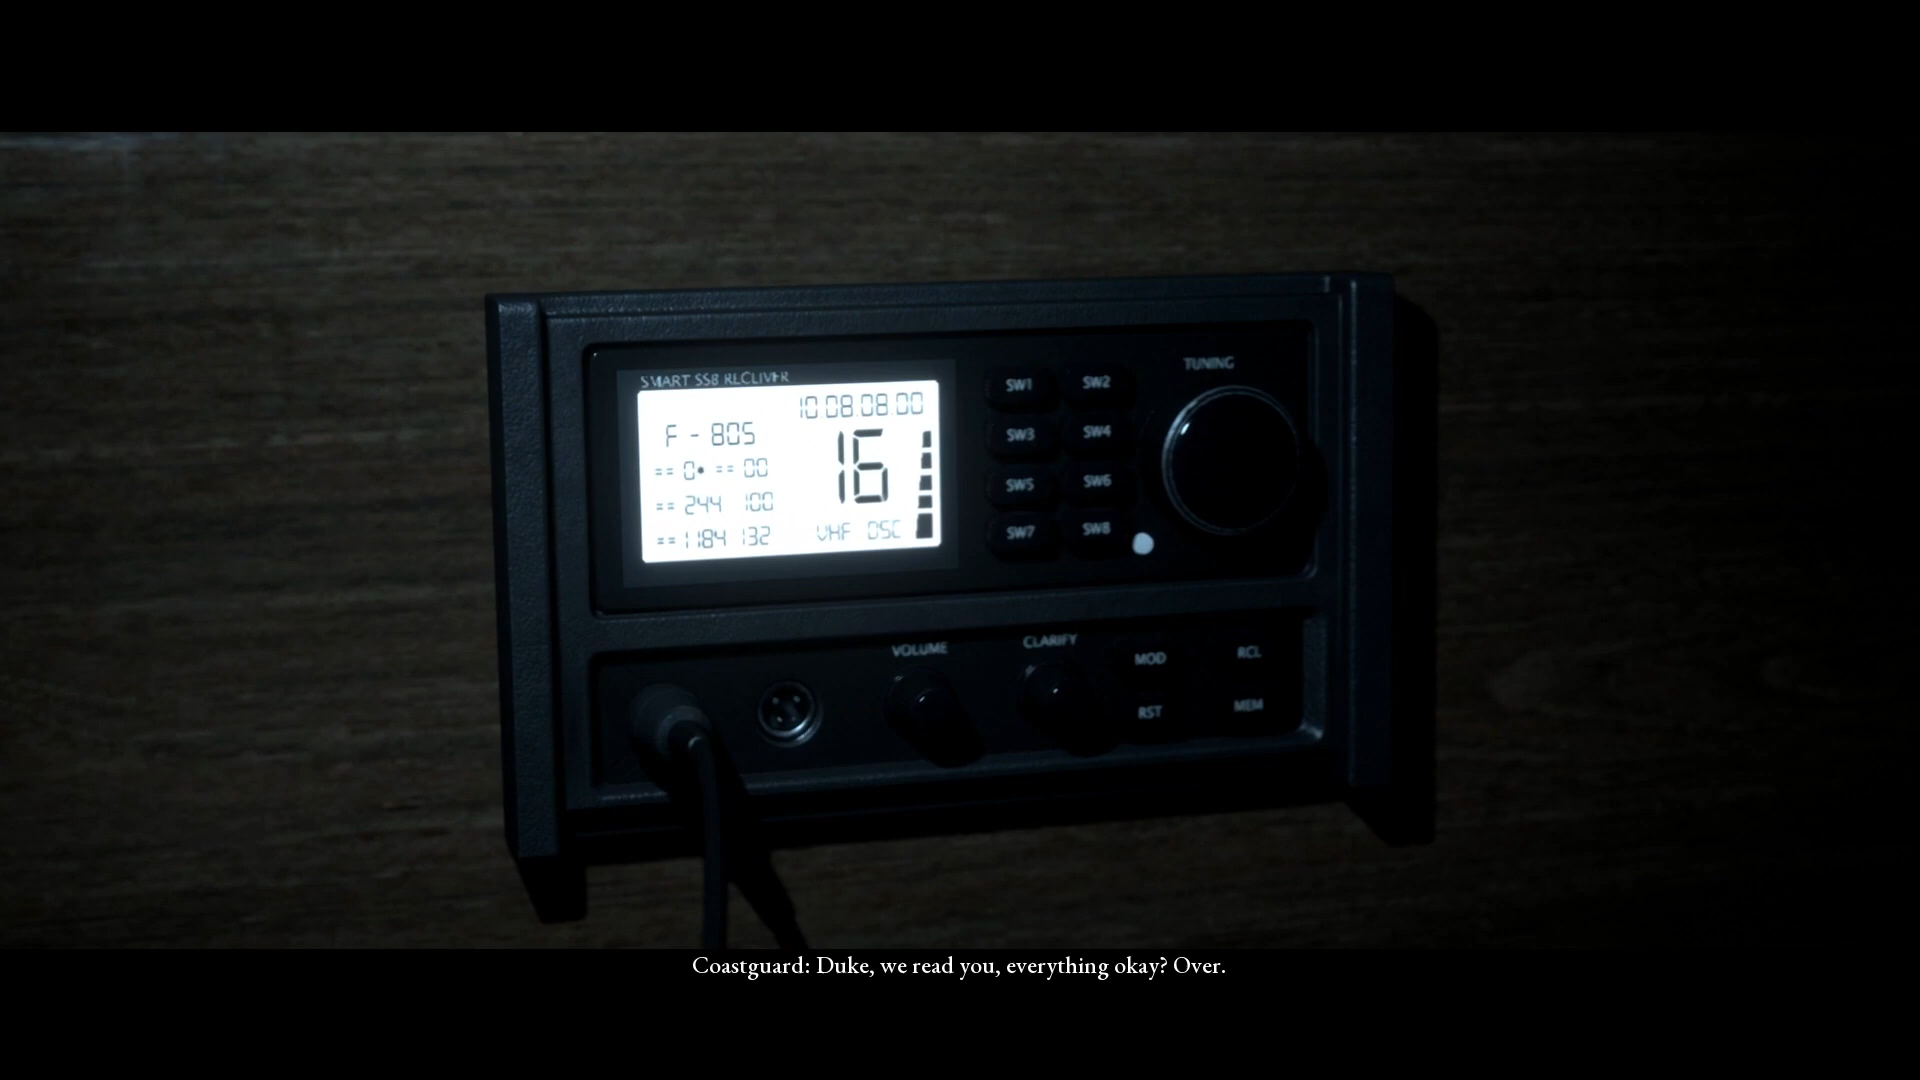 SMART SSB RECEIVER
10:08.08.00
F - 805
16
== 0• == 00
== 244 100
==1184 132
VHF DSC
SW1 SW2
SW3 SW4
SW5 SW6
SW7 SW8
TUNING
VOLUME
CLARIFY
MOD RCL
RST MEM
Coastguard: Duke, we read you, everything okay? Over.